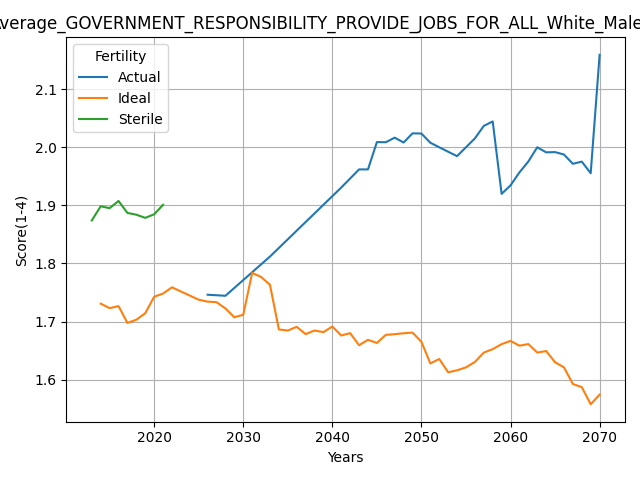 Average_GOVERNMENT_RESPONSIBILITY_PROVIDE_JOBS_FOR_ALL_White_Male
Fertility
Actual
Ideal
Sterile
Score(1-4)
2.1
2.0
1.9
1.8
1.7
1.6
2020 2030 2040 2050 2060 2070
Years